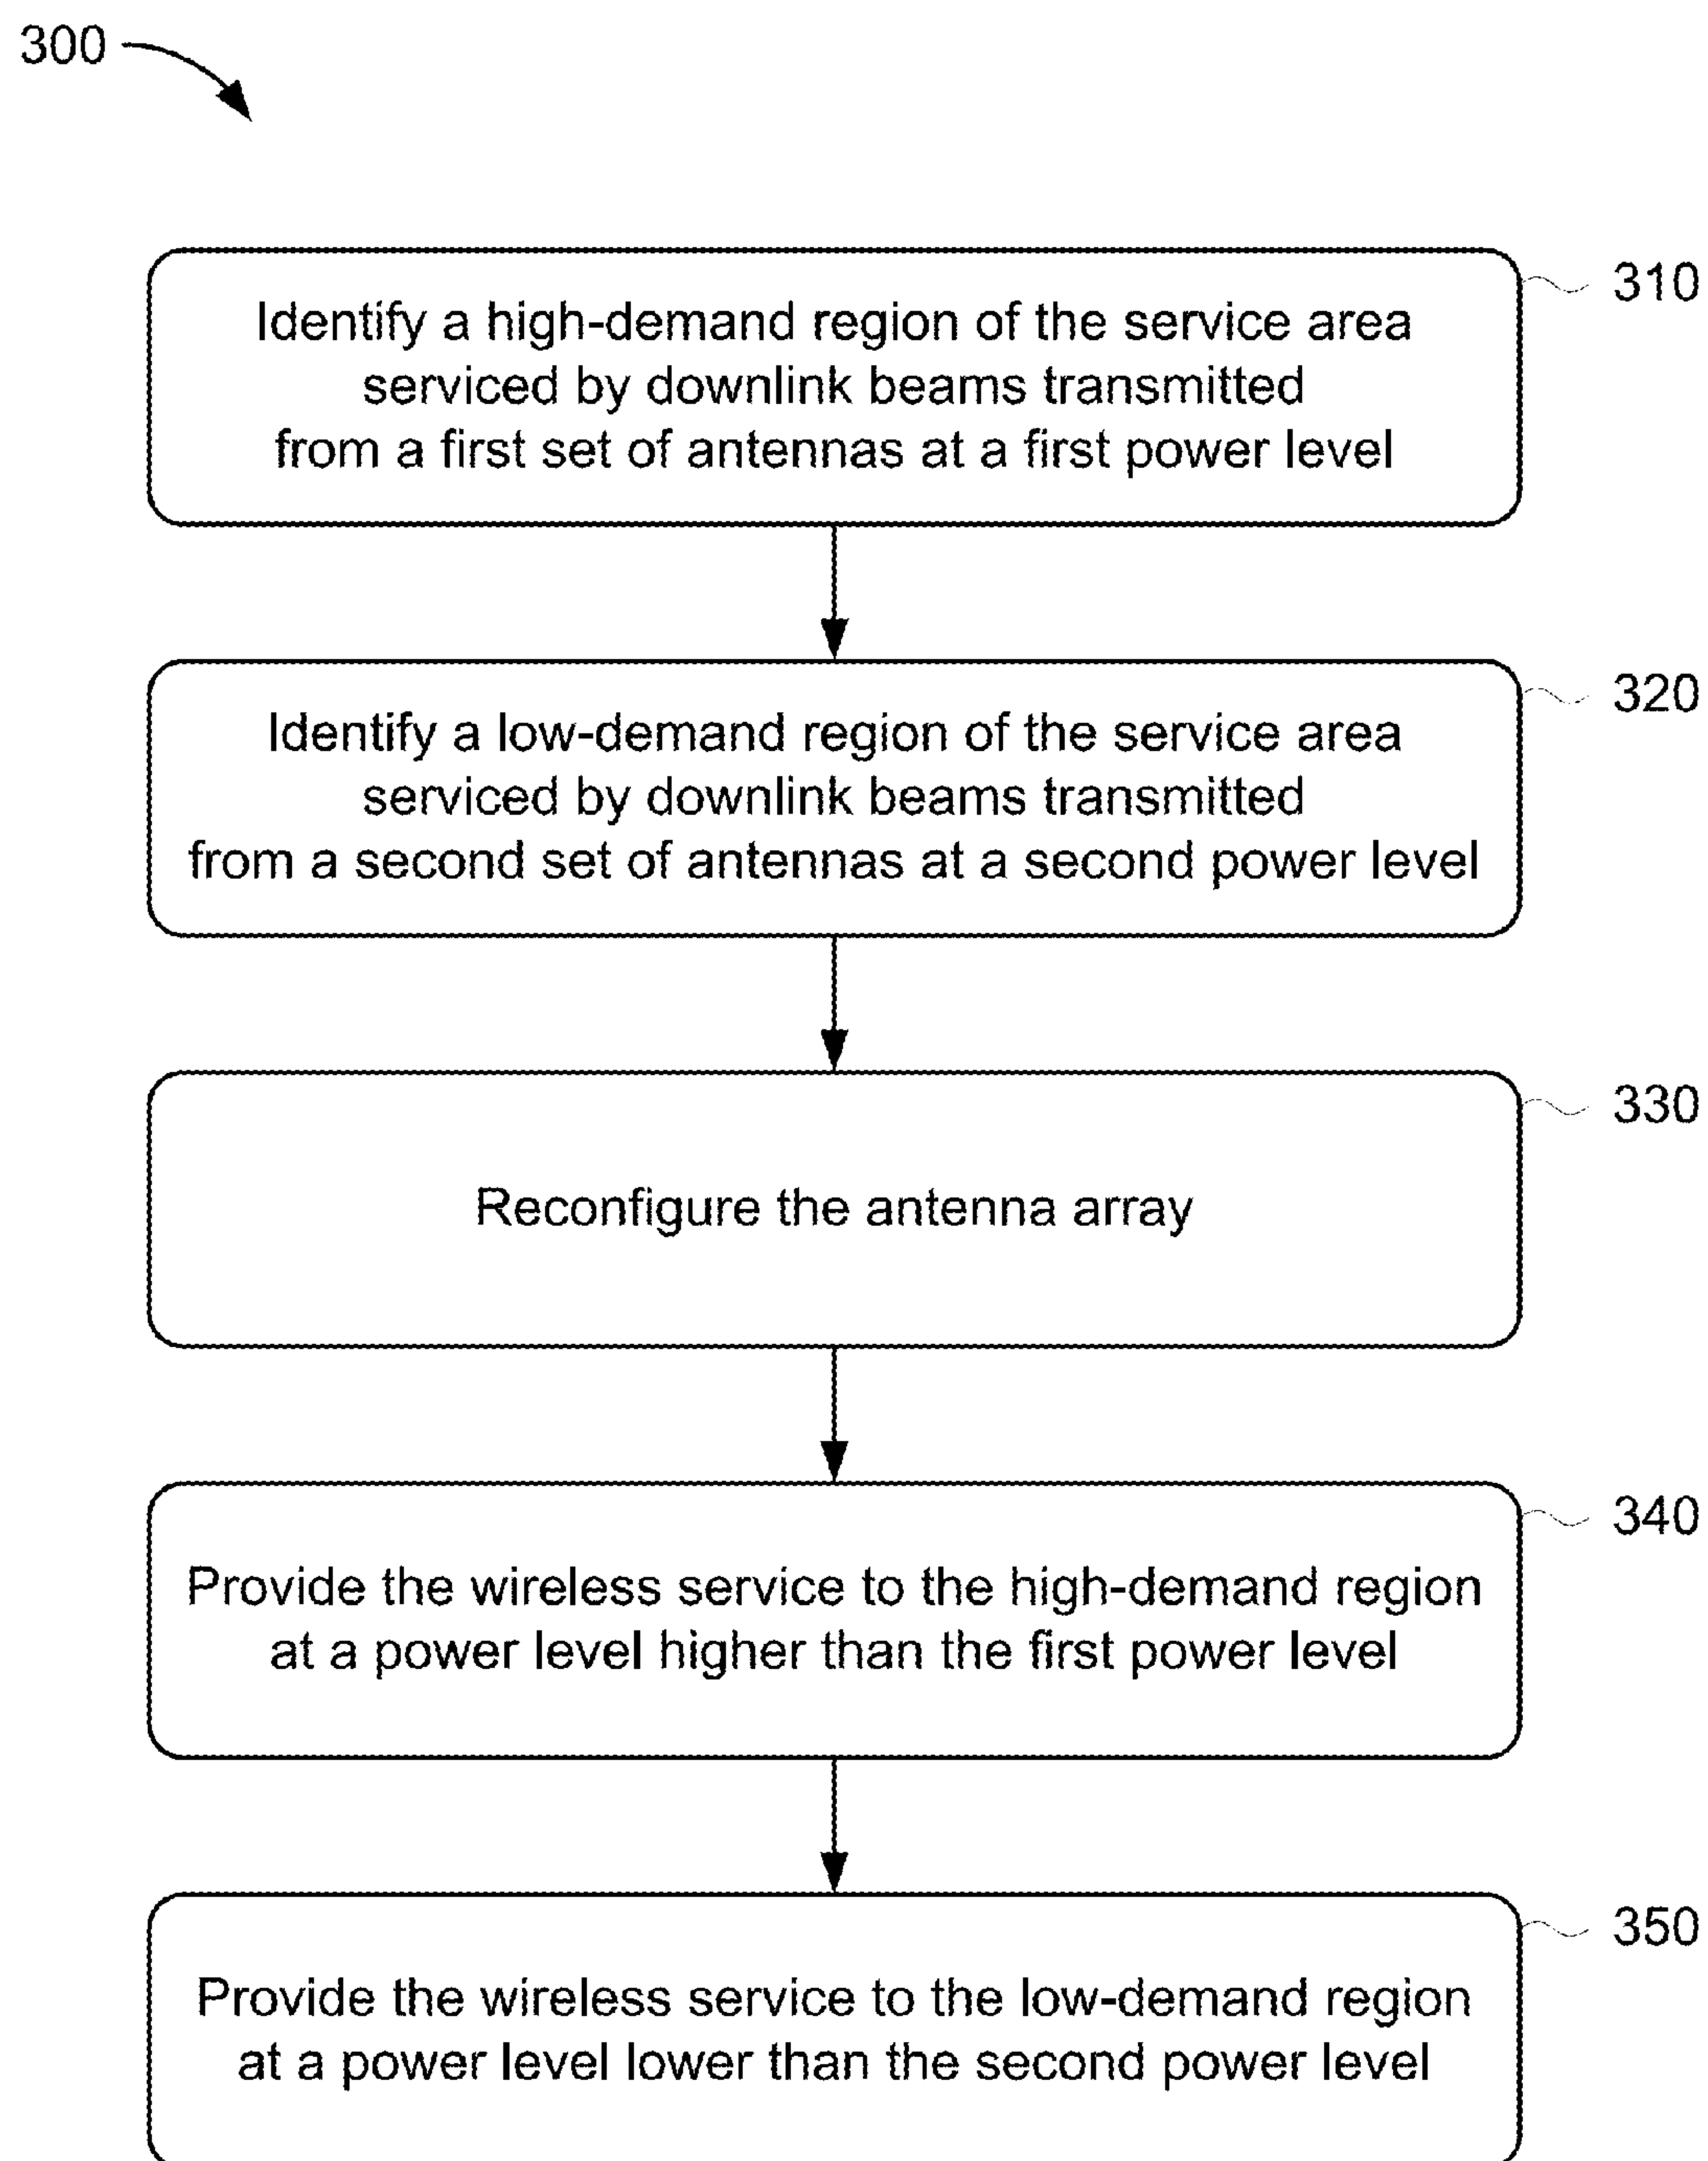 300
310
Identify a high-demand region of the service area
serviced by downlink beams transmitted
from a first set of antennas at a first power level
320
Identify a low-demand region of the service area
serviced by downlink beams transmitted
from a second set of antennas at a second power level
330
Reconfigure the antenna array
340
Provide the wireless service to the high-demand region
at a power level higher than the first power level
350
Provide the wireless service to the low-demand region
at a power level lower than the second power level